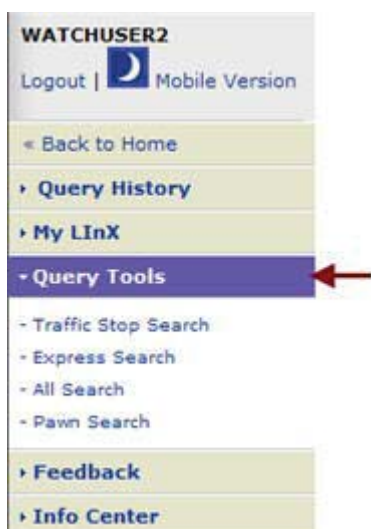 WATCHUSER2
Logout | Mobile Version
« Back to Home
Query History
My LInX
- Query Tools
- Traffic Stop Search
- Express Search
- All Search
- Pawn Search
Feedback
Info Center